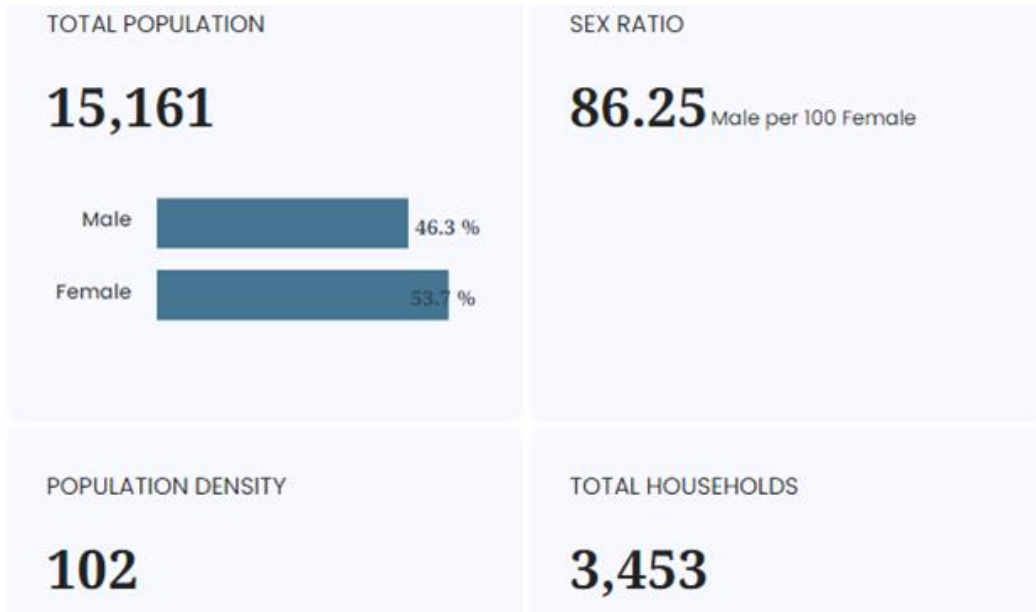 TOTAL POPULATION
15,161
Male 46.3 %
Female 53.7 %
SEX RATIO
86.25 Male per 100 Female
POPULATION DENSITY
102
TOTAL HOUSEHOLDS
3,453